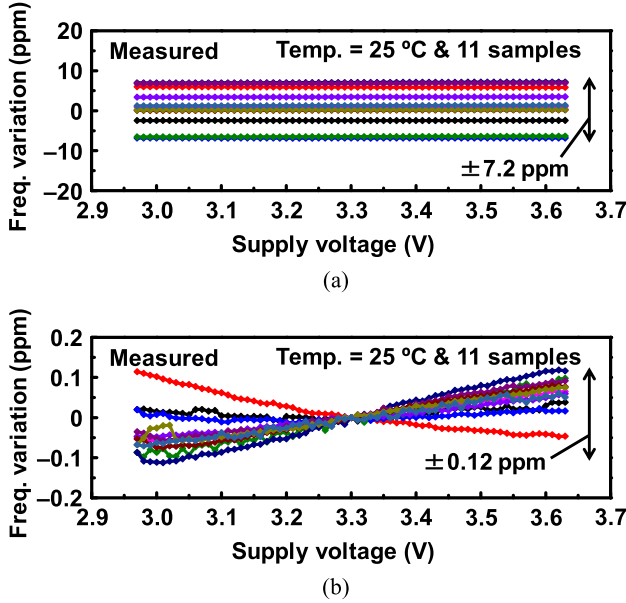 Freq. variation (ppm)
20
10
0
–10
–20
Measured
Temp. = 25 ºC & 11 samples
±7.2 ppm
2.9 3.0 3.1 3.2 3.3 3.4 3.5 3.6 3.7
Supply voltage (V)
(a)
Freq. variation (ppm)
0.2
0.1
0
–0.1
–0.2
Measured
Temp. = 25 ºC & 11 samples
±0.12 ppm
2.9 3.0 3.1 3.2 3.3 3.4 3.5 3.6 3.7
Supply voltage (V)
(b)